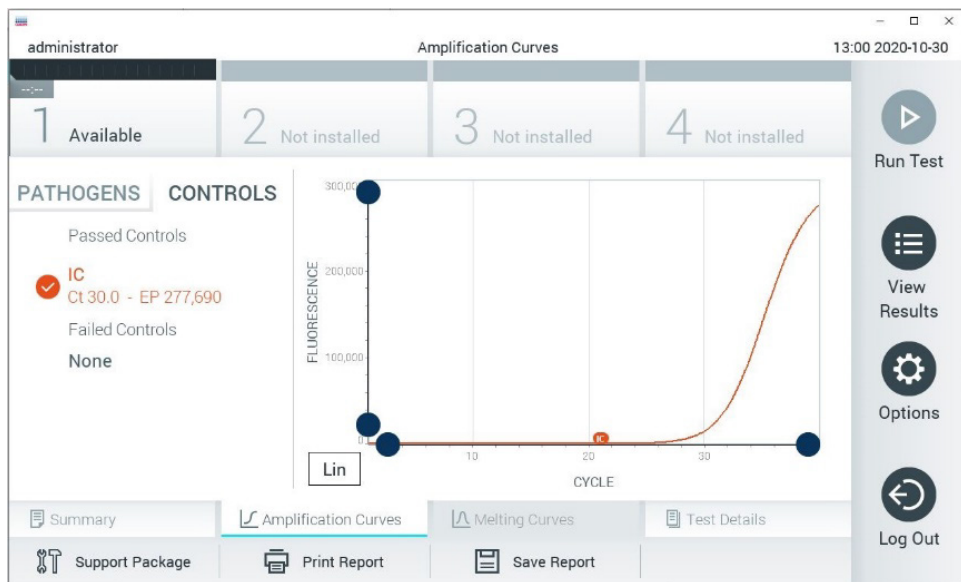 administrator
Amplification Curves
13:00 2020-10-30
--:--
1 Available
2 Not installed
3 Not installed
4 Not installed
Run Test
PATHOGENS CONTROLS
Passed Controls
IC
Ct 30.0 - EP 277,690
Failed Controls
None
FLUORESCENCE
300,000
200,000
100,000
0
IC
10
20
30
CYCLE
Lin
View
Results
Options
Log Out
Summary
Amplification Curves
Melting Curves
Test Details
Support Package
Print Report
Save Report